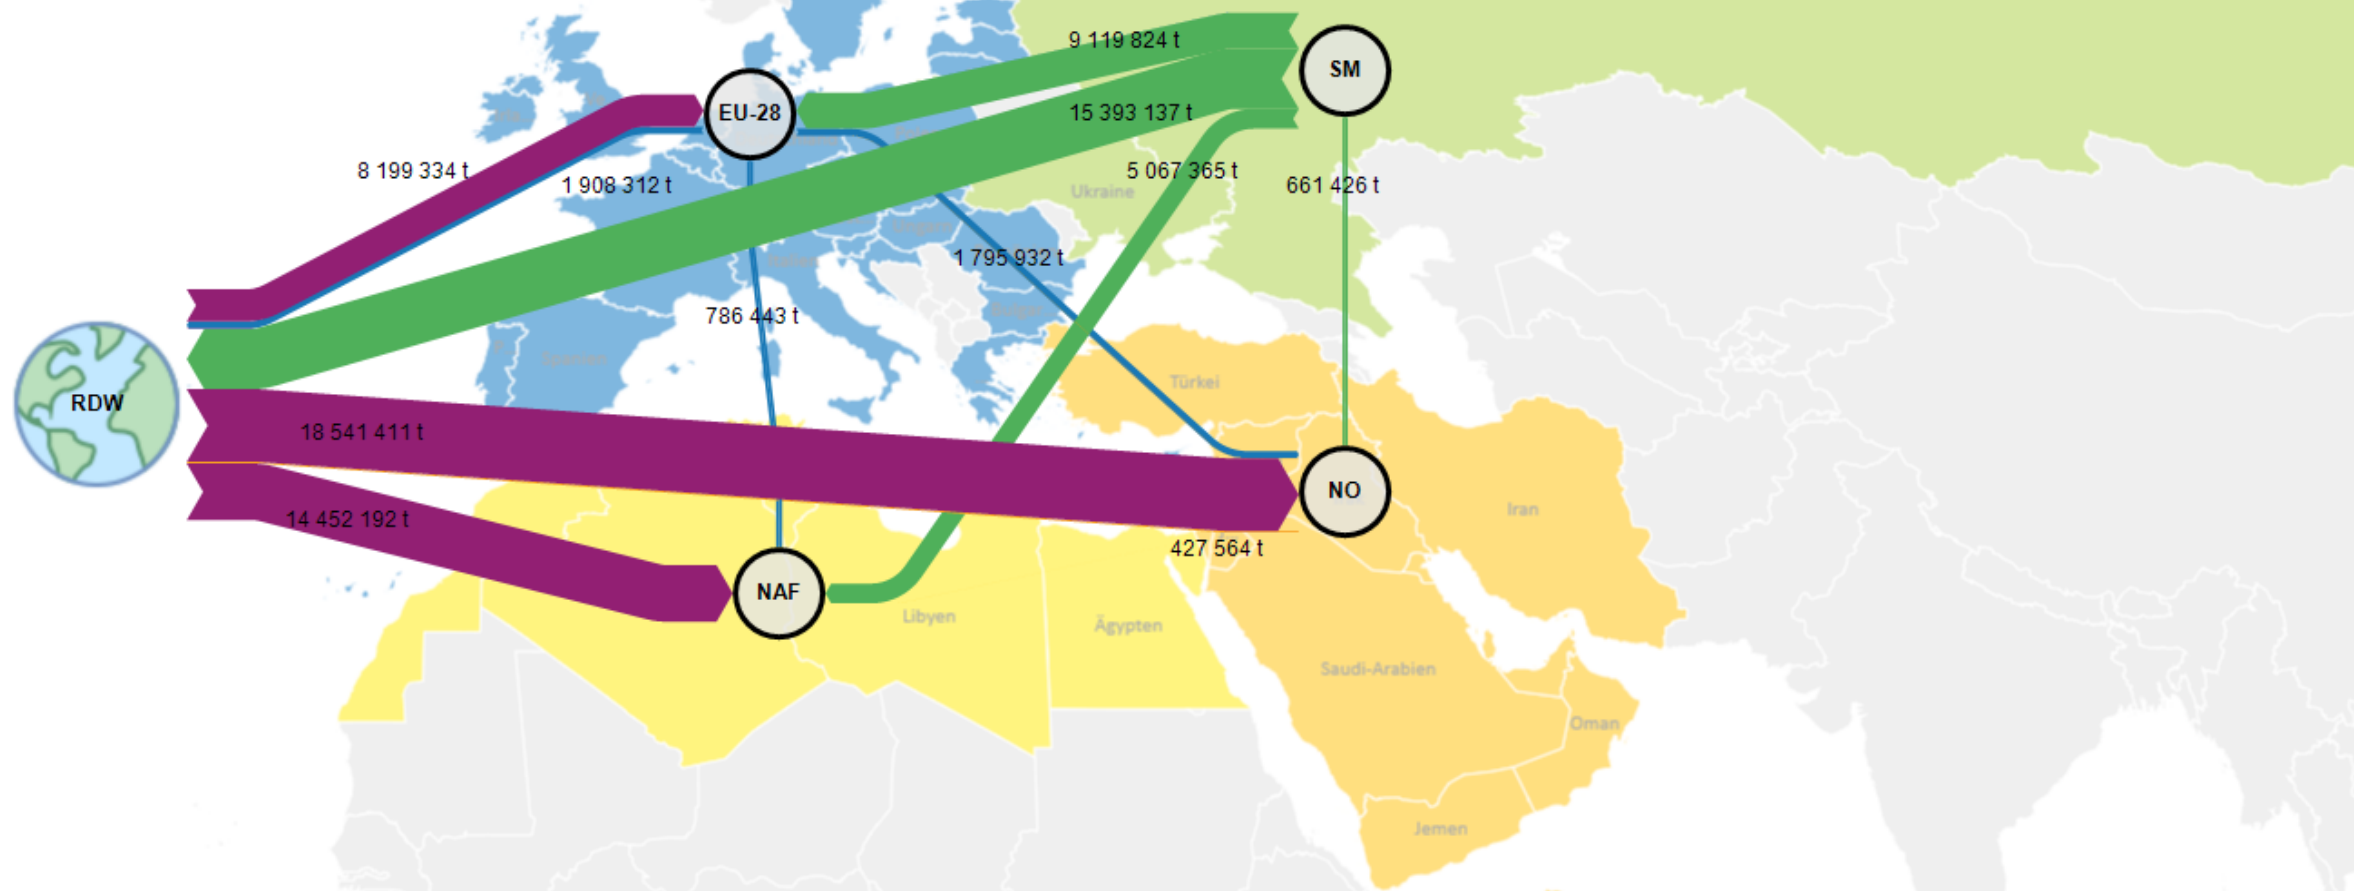 9 119 824 t
SM
EU-28
15 393 137 t
8 199 334 t
1 908 312 t
5 067 365 t
661 426 t
Ukraine
1 795 932 t
786 443 t
Spanien
Türkei
RDW
18 541 411 t
NO
Iran
14 452 192 t
427 564 t
NAF
Libyen
Ägypten
Saudi-Arabien
Oman
Jemen